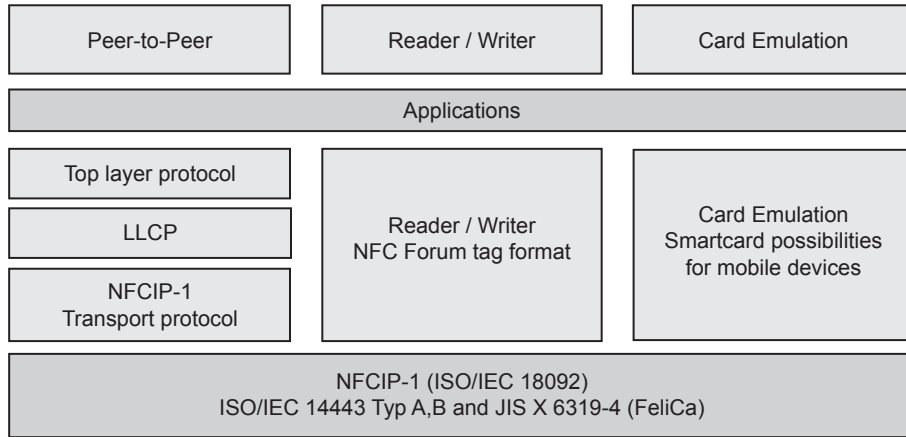 Peer-to-Peer
Reader / Writer
Card Emulation
Applications
Top layer protocol
LLCP
NFCIP-1
Transport protocol
Reader / Writer
NFC Forum tag format
Card Emulation
Smartcard possibilities
for mobile devices
NFCIP-1 (ISO/IEC 18092)
ISO/IEC 14443 Typ A,B and JIS X 6319-4 (FeliCa)